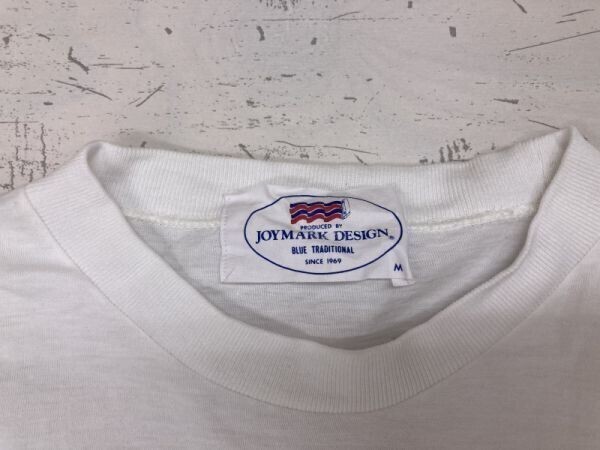 PRODUCED BY
JOYMARK DESIGN.
BLUE TRADITIONAL
SINCE 1969
M